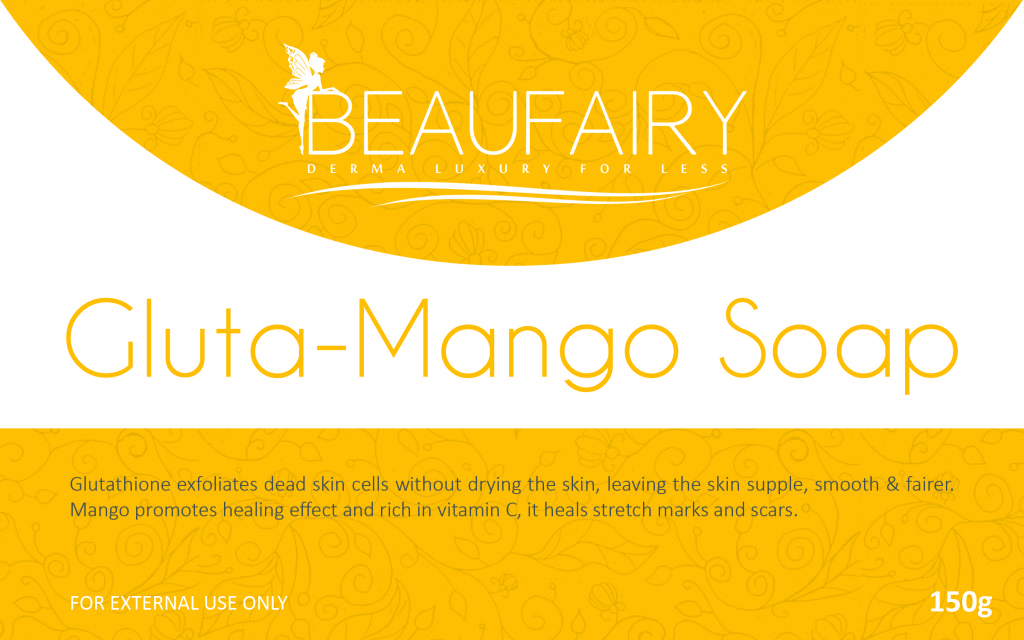 BEAUFAIRY
DERMA LUXURY FOR LESS
Gluta-Mango Soap
Glutathione exfoliates dead skin cells without drying the skin, leaving the skin supple, smooth & fairer.
Mango promotes healing effect and rich in vitamin C, it heals stretch marks and scars.
FOR EXTERNAL USE ONLY
150g